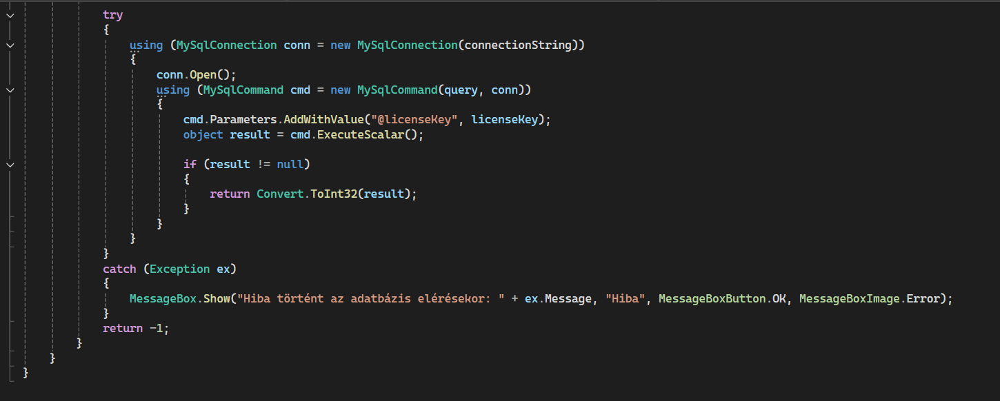 try
{
using (MySqlConnection conn = new MySqlConnection(connectionString))
{
conn.Open();
using (MySqlCommand cmd = new MySqlCommand(query, conn))
{
cmd.Parameters.AddWithValue("@licenseKey", licenseKey);
object result = cmd.ExecuteScalar();
if (result != null)
{
return Convert.ToInt32(result);
}
}
}
}
catch (Exception ex)
{
MessageBox.Show("Hiba történt az adatbázis elérésekor: " + ex.Message, "Hiba", MessageBoxButton.OK, MessageBoxImage.Error);
}
return -1;
}
}
}